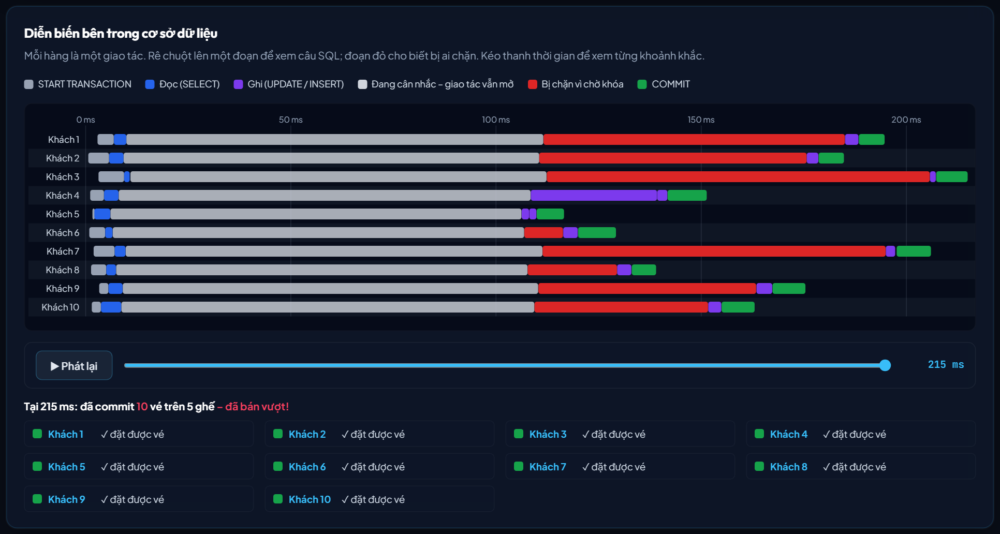 Diễn biến bên trong cơ sở dữ liệu
Mỗi hàng là một giao tác. Rê chuột lên một đoạn để xem câu SQL; đoạn đỏ cho biết bị ai chặn. Kéo thanh thời gian để xem từng khoảnh khắc.
START TRANSACTION Đọc (SELECT) Ghi (UPDATE / INSERT) Đang cân nhắc – giao tác vẫn mở Bị chặn vì chờ khóa COMMIT
0 ms 50 ms 100 ms 150 ms 200 ms
Khách 1
Khách 2
Khách 3
Khách 4
Khách 5
Khách 6
Khách 7
Khách 8
Khách 9
Khách 10
▶ Phát lại 215 ms
Tại 215 ms: đã commit 10 vé trên 5 ghế – đã bán vượt!
Khách 1 ✓ đặt được vé Khách 2 ✓ đặt được vé Khách 3 ✓ đặt được vé Khách 4 ✓ đặt được vé
Khách 5 ✓ đặt được vé Khách 6 ✓ đặt được vé Khách 7 ✓ đặt được vé Khách 8 ✓ đặt được vé
Khách 9 ✓ đặt được vé Khách 10 ✓ đặt được vé